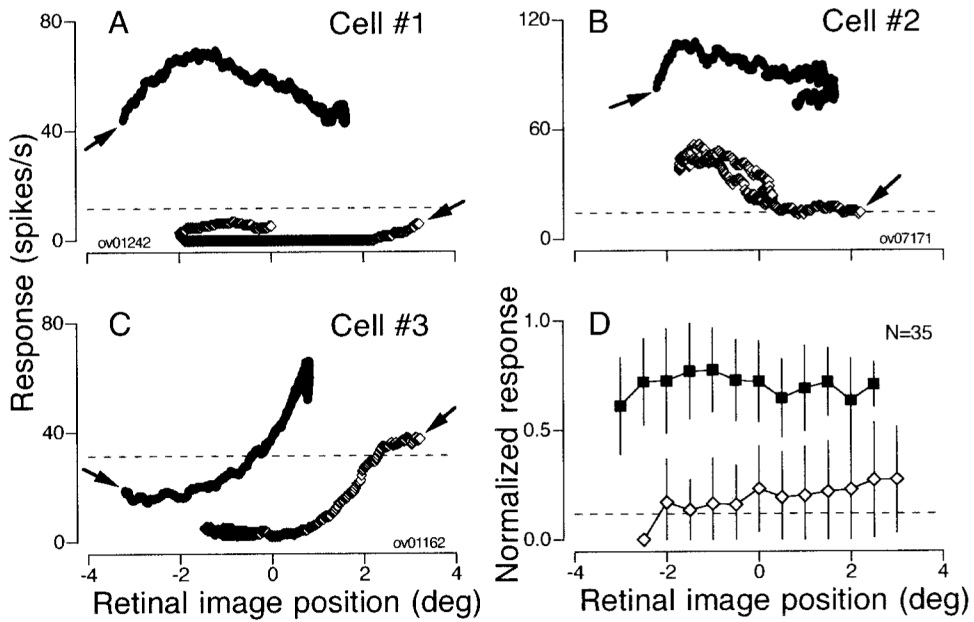 A Cell #1
80
40
0
ov01242
B Cell #2
120
60
0
ov07171
Response (spikes/s)
C Cell #3
80
40
0
ov01162
-4 -2 0 2 4
Retinal image position (deg)
D N=35
Normalized response
1.0
0.5
0.0
-4 -2 0 2 4
Retinal image position (deg)